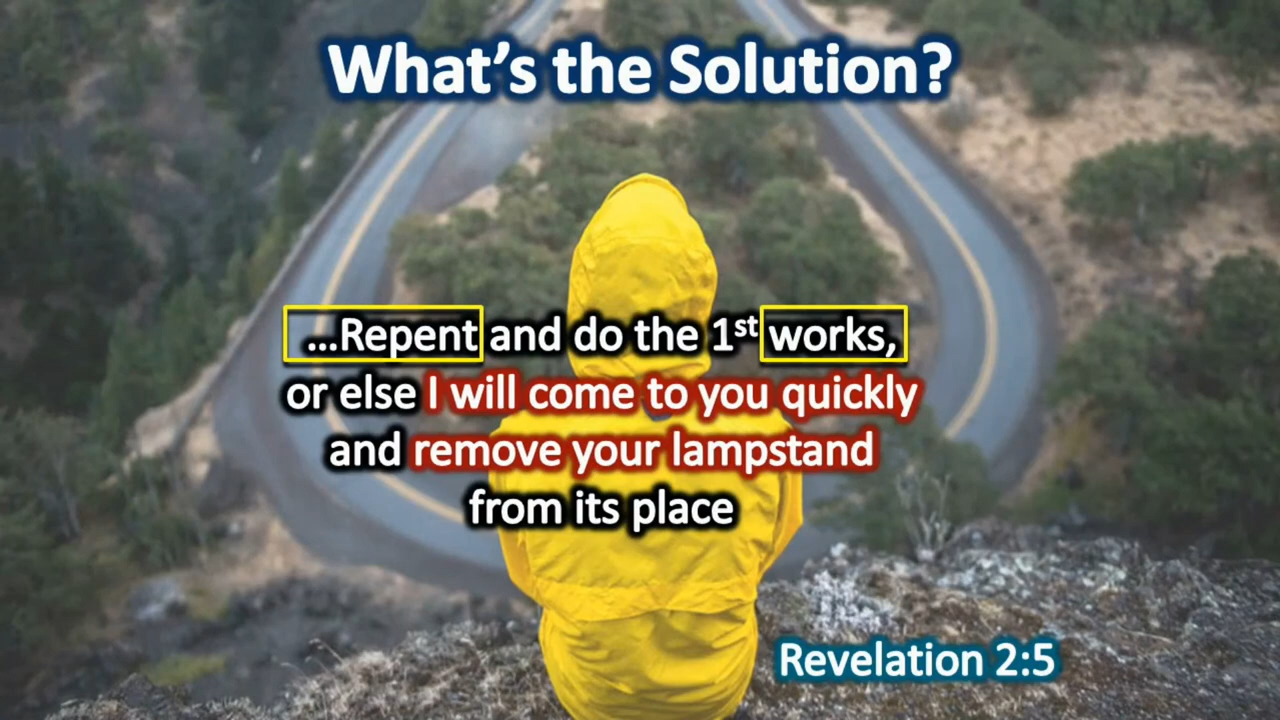 What's the Solution?
...Repent and do the 1st works,
or else I will come to you quickly
and remove your lampstand
from its place
Revelation 2:5